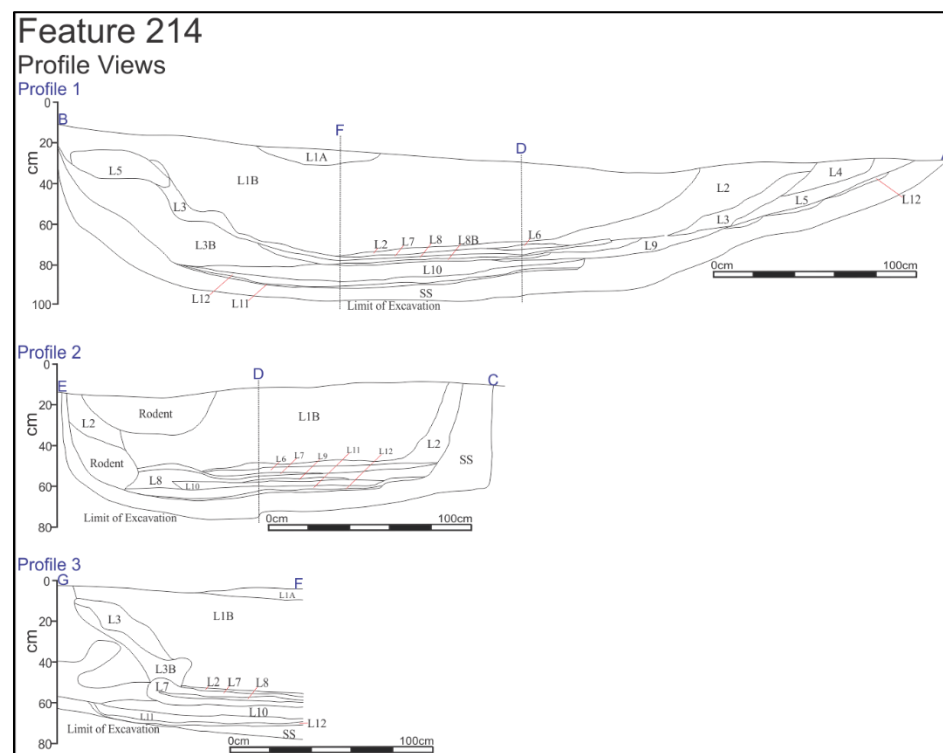 Feature 214
Profile Views
Profile 1
0
B
F
D
20
L1A
L5
L1B
L4
L2
40
L5
L3
L3
L12
cm
60
L3B
L2 L7 L8 L8B L6
L9
80
L10
0cm 100cm
SS
100
L12 L11
Limit of Excavation
Profile 2
0
E
D
C
20
Rodent
L1B
L2
cm
40
L2
Rodent
L6 L7 L9 L11 L12
SS
L8
60
L10
Limit of Excavation
0cm 100cm
80
Profile 3
0
G
F
L1A
20
L3
L1B
cm
40
L3B
L7
L2 L7 L8
60
L10
L11
L12
Limit of Excavation
SS
80
0cm 100cm